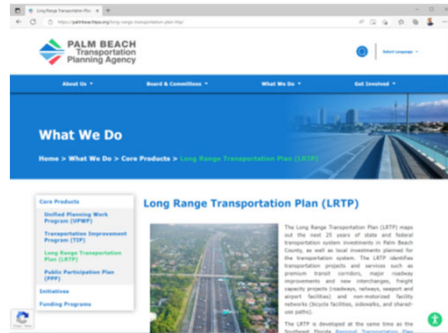 Long Range Transportation Plan
https://palmbeachtpa.org/long-range-transportation-plan-lrtp/
PALM BEACH
Transportation
Planning Agency
Select Language
About Us
Board & Committees
What We Do
Get Involved
What We Do
Home > What We Do > Core Products > Long Range Transportation Plan (LRTP)
Core Products
Unified Planning Work
Program (UPWP)
Transportation Improvement
Program (TIP)
Long Range Transportation
Plan (LRTP)
Public Participation Plan
(PPP)
Initiatives
Funding Programs
Long Range Transportation Plan (LRTP)
The Long Range Transportation Plan (LRTP) maps
out the next 25 years of state and federal
transportation system investments in Palm Beach
County, as well as local investments planned for
the transportation system. The LRTP identifies
transportation projects and services such as
premium transit corridors, major roadway
improvements and new interchanges, freight
capacity projects (roadways, railways, seaport and
airport facilities) and non-motorized facility
networks (bicycle facilities, sidewalks, and shared-
use paths).
The LRTP is developed at the same time as the
Southeast Florida Regional Transportation Plan